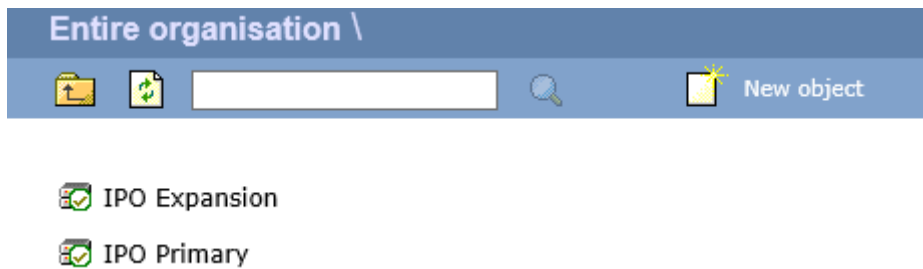 Entire organisation \
New object
IPO Expansion
IPO Primary